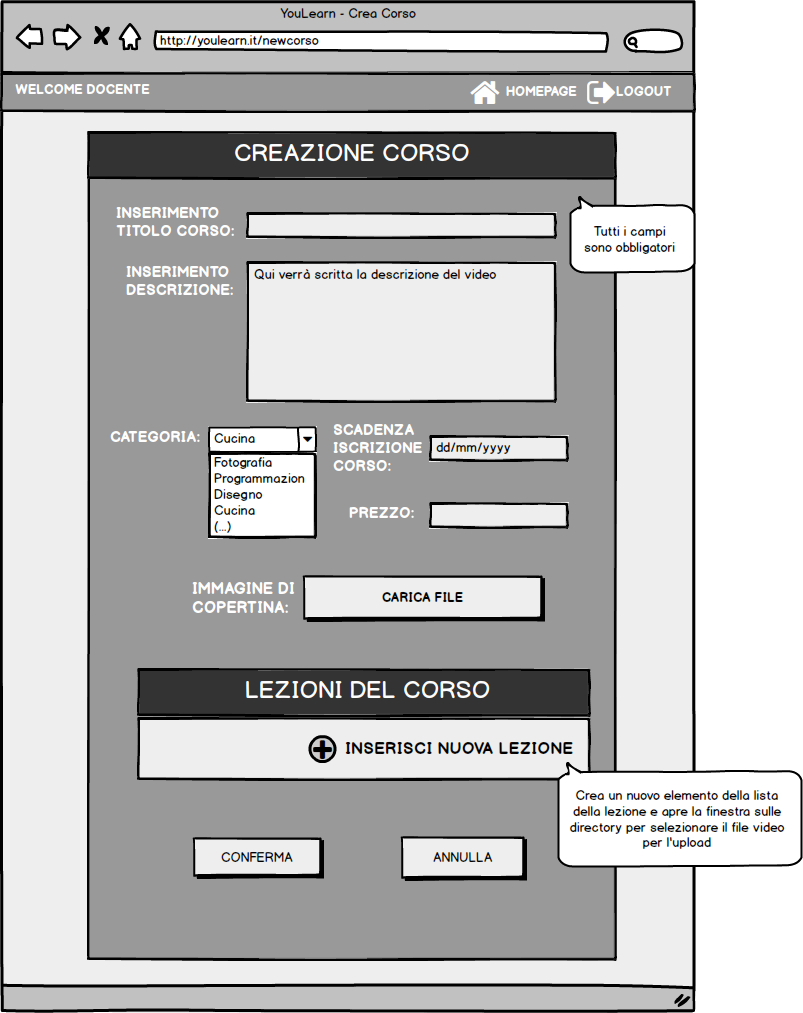 YouLearn - Crea Corso
http://youlearn.it/newcorso
WELCOME DOCENTE
HOMEPAGE
LOGOUT
CREAZIONE CORSO
INSERIMENTO
TITOLO CORSO:
Tutti i campi
sono obbligatori
INSERIMENTO
DESCRIZIONE:
Qui verrà scritta la descrizione del video
CATEGORIA:
Cucina
Fotografia
Programmazion
Disegno
Cucina
(...)
SCADENZA
ISCRIZIONE
CORSO:
dd/mm/yyyy
PREZZO:
IMMAGINE DI
COPERTINA:
CARICA FILE
LEZIONI DEL CORSO
INSERISCI NUOVA LEZIONE
Crea un nuovo elemento della lista
della lezione e apre la finestra sulle
directory per selezionare il file video
per l'upload
CONFERMA
ANNULLA